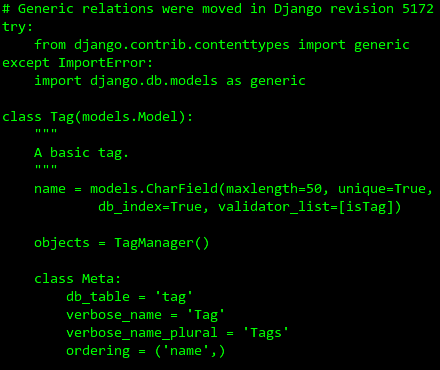 # Generic relations were moved in Django revision 5172
try:
    from django.contrib.contenttypes import generic
except ImportError:
    import django.db.models as generic

class Tag(models.Model):
    """
    A basic tag.
    """
    name = models.CharField(maxlength=50, unique=True,
            db_index=True, validator_list=[isTag])

    objects = TagManager()

    class Meta:
        db_table = 'tag'
        verbose_name = 'Tag'
        verbose_name_plural = 'Tags'
        ordering = ('name',)